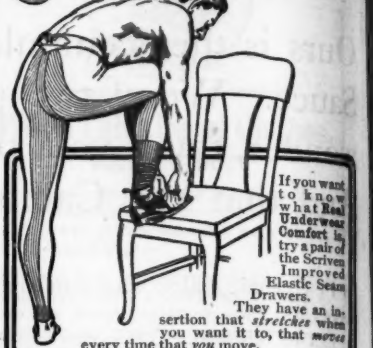 If you want
to know
what Real
Underwear
Comfort is,
try a pair of
the Scriven
Improved
Elastic Seam
Drawers.
They have an in-
sertion that stretches when
you want it to, that moves
every time that you move.